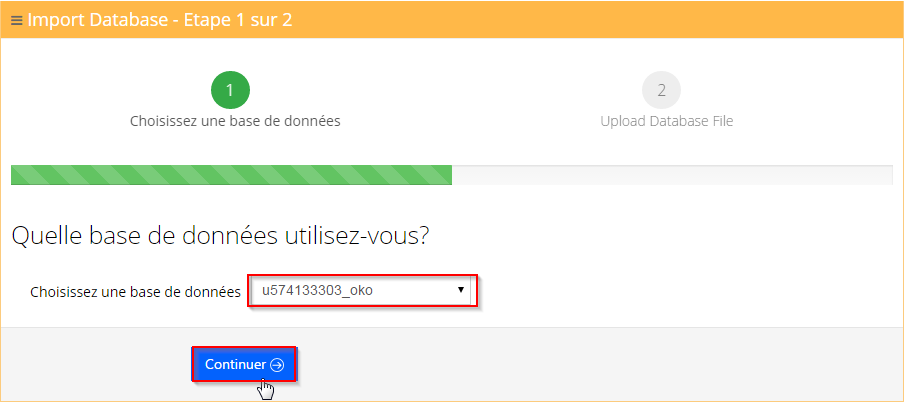 Import Database - Etape 1 sur 2
1
2
Choisissez une base de données
Upload Database File
Quelle base de données utilisez-vous?
Choisissez une base de données u574133303_oko
Continuer